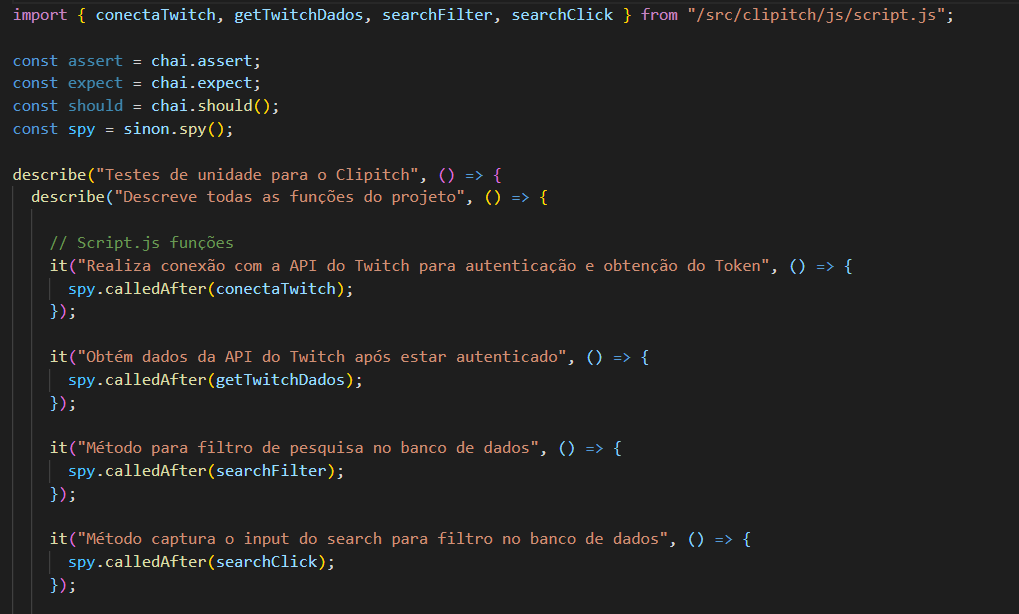 import { conectaTwitch, getTwitchDados, searchFilter, searchClick } from "/src/clipitch/js/script.js";
const assert = chai.assert;
const expect = chai.expect;
const should = chai.should();
const spy = sinon.spy();
describe("Testes de unidade para o Clipitch", () => {
describe("Descreve todas as funções do projeto", () => {
// Script.js funções
it("Realiza conexão com a API do Twitch para autenticação e obtenção do Token", () => {
spy.calledAfter(conectaTwitch);
});
it("Obtém dados da API do Twitch após estar autenticado", () => {
spy.calledAfter(getTwitchDados);
});
it("Método para filtro de pesquisa no banco de dados", () => {
spy.calledAfter(searchFilter);
});
it("Método captura o input do search para filtro no banco de dados", () => {
spy.calledAfter(searchClick);
});